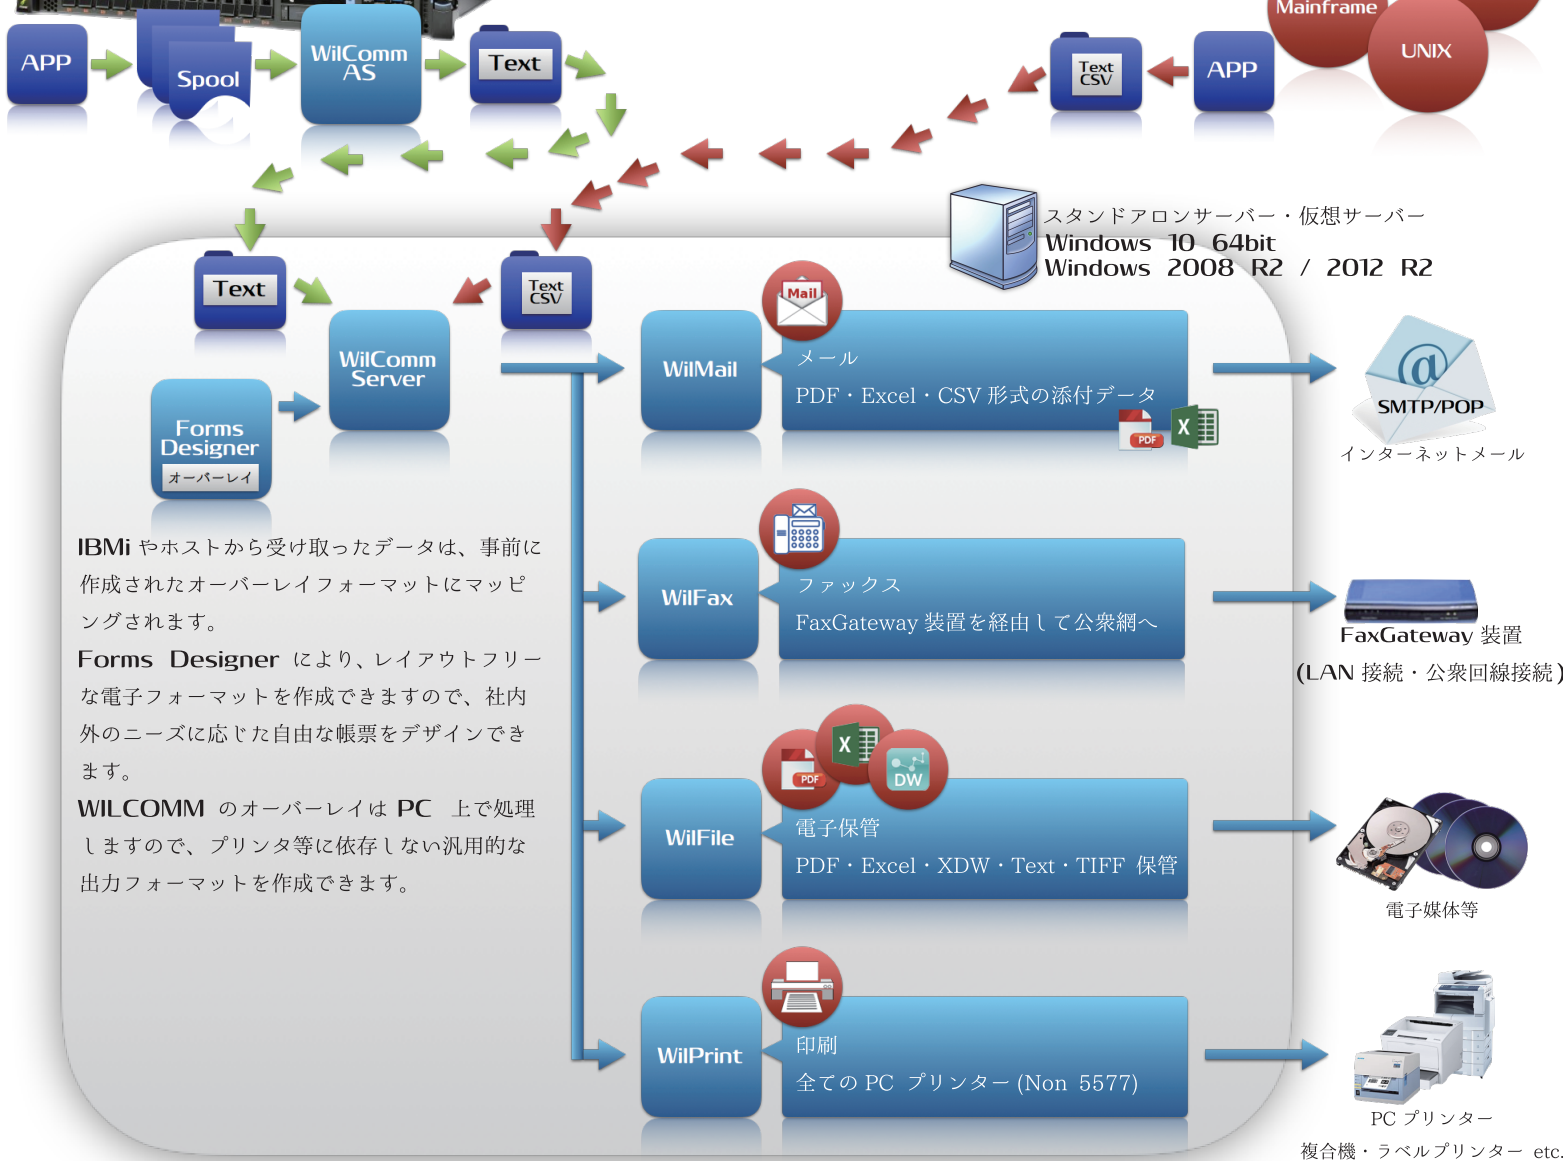 Mainframe
UNIX
APP
Spool
WilComm
AS
Text
Text
CSV
APP
スタンドアロンサーバー・仮想サーバー
Windows 10 64bit
Windows 2008 R2 / 2012 R2
Text
Text
CSV
WilComm
Server
Forms
Designer
オーバーレイ
Mail
WilMail
メール
PDF・Excel・CSV 形式の添付データ
PDF
X
@
SMTP/POP
インターネットメール
IBMi やホストから受け取ったデータは、事前に
作成されたオーバーレイフォーマットにマッピ
ングされます。
Forms Designer により、レイアウトフリー
な電子フォーマットを作成できますので、社内
外のニーズに応じた自由な帳票をデザインでき
ます。
WILCOMM のオーバーレイは PC 上で処理
しますので、プリンタ等に依存しない汎用的な
出力フォーマットを作成できます。
WilFax
ファックス
FaxGateway 装置を経由して公衆網へ
FaxGateway 装置
(LAN 接続・公衆回線接続)
PDF
X
DW
WilFile
電子保管
PDF・Excel・XDW・Text・TIFF 保管
電子媒体等
WilPrint
印刷
全ての PC プリンター (Non 5577)
PC プリンター
複合機・ラベルプリンター etc.